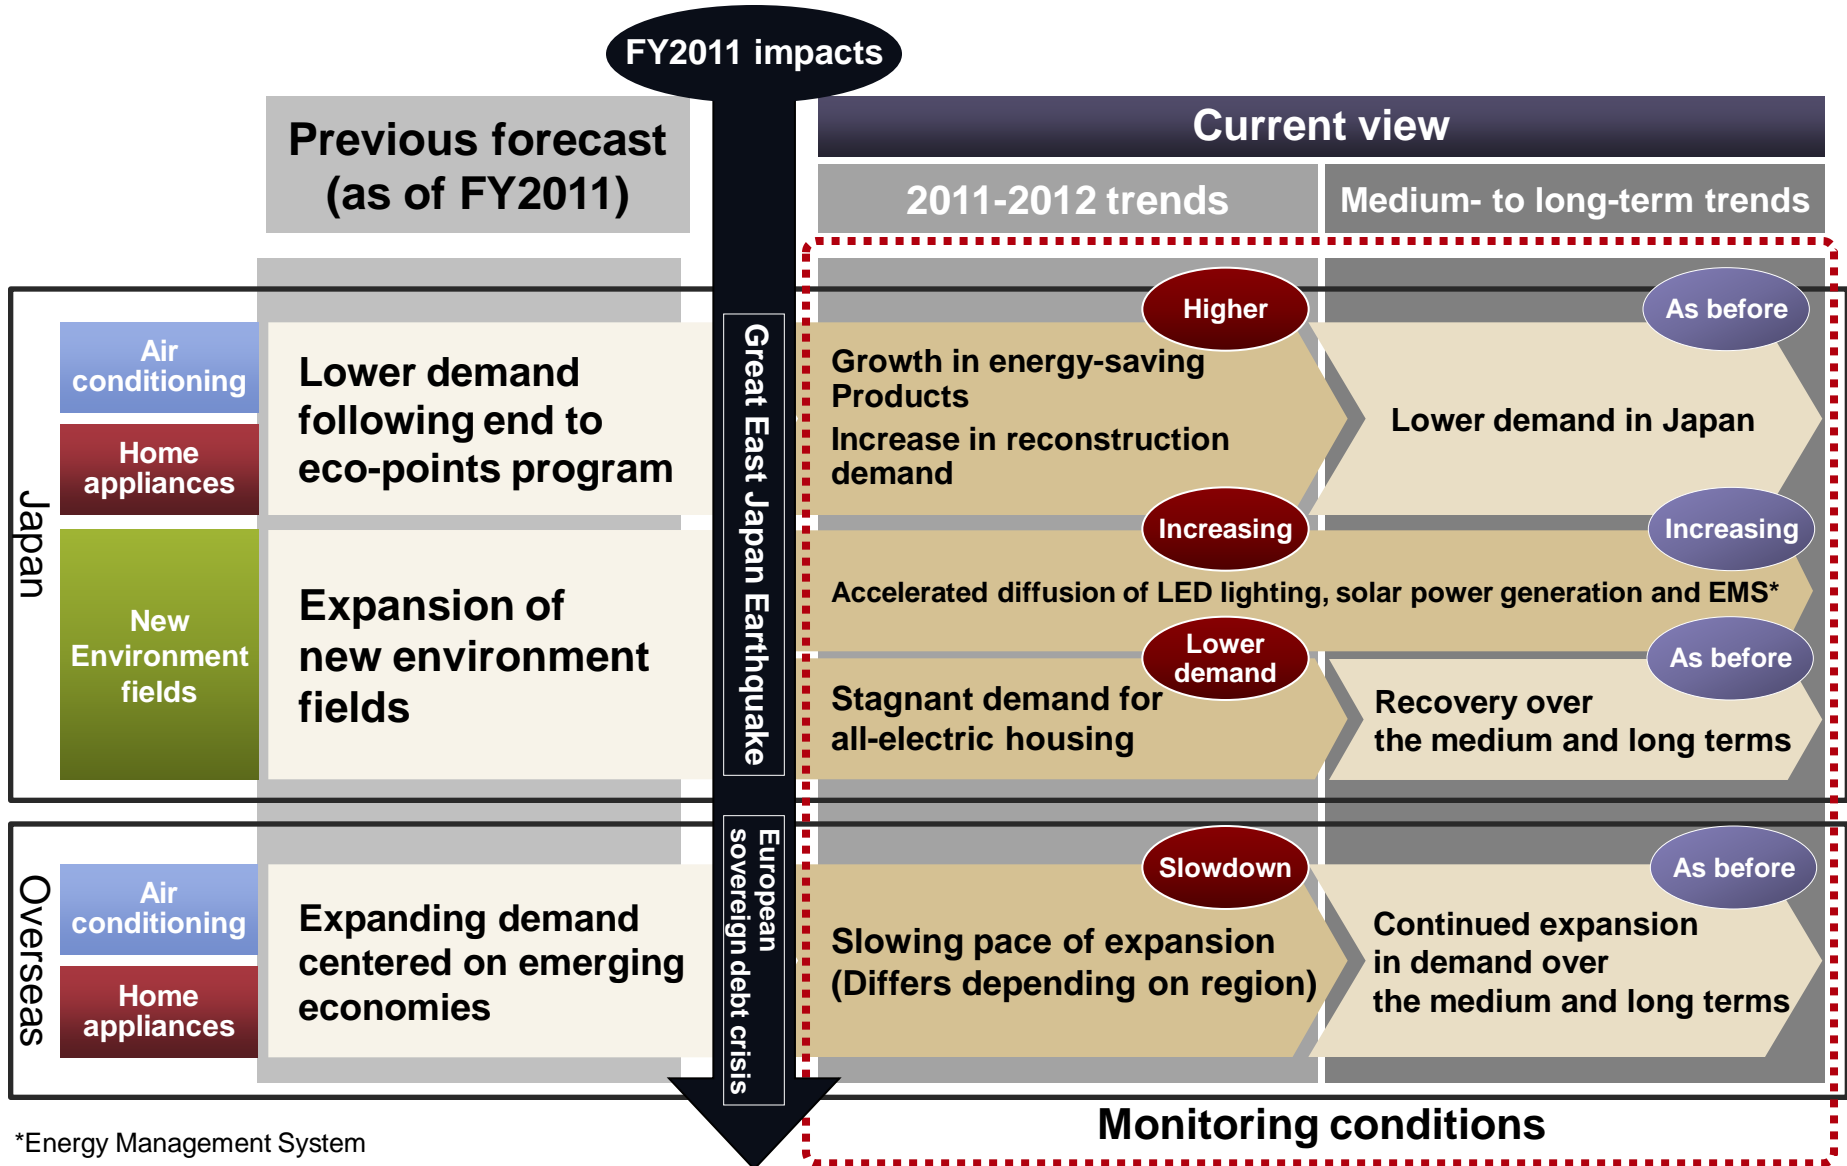 FY2011 impacts
Previous forecast
(as of FY2011)
Current view
2011-2012 trends
Medium- to long-term trends
Japan
Air
conditioning
Home
appliances
Lower demand
following end to
eco-points program
Great East Japan Earthquake
Higher
Growth in energy-saving
Products
Increase in reconstruction
demand
As before
Lower demand in Japan
New
Environment
fields
Expansion of
new environment
fields
Increasing
Increasing
Accelerated diffusion of LED lighting, solar power generation and EMS*
Lower
demand
Stagnant demand for
all-electric housing
As before
Recovery over
the medium and long terms
Overseas
Air
conditioning
Home
appliances
Expanding demand
centered on emerging
economies
European
sovereign debt crisis
Slowdown
Slowing pace of expansion
(Differs depending on region)
As before
Continued expansion
in demand over
the medium and long terms
Monitoring conditions
*Energy Management System